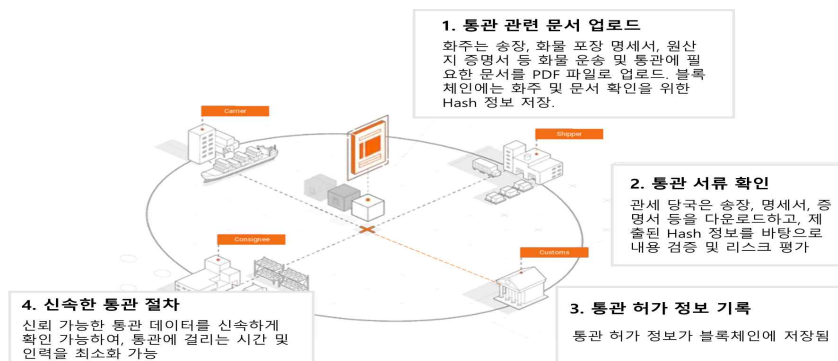 1. 통관 관련 문서 업로드
화주는 송장, 화물 포장 명세서, 원산
지 증명서 등 화물 운송 및 통관에 필
요한 문서를 PDF 파일로 업로드. 블록
체인에는 화주 및 문서 확인을 위한
Hash 정보 저장.
Carrier
Shipper
2. 통관 서류 확인
관세 당국은 송장, 명세서, 증
명서 등을 다운로드하고, 제
출된 Hash 정보를 바탕으로
내용 검증 및 리스크 평가
Consignee
Customs
4. 신속한 통관 절차
신뢰 가능한 통관 데이터를 신속하게
확인 가능하여, 통관에 걸리는 시간 및
인력을 최소화 가능
3. 통관 허가 정보 기록
통관 허가 정보가 블록체인에 저장됨